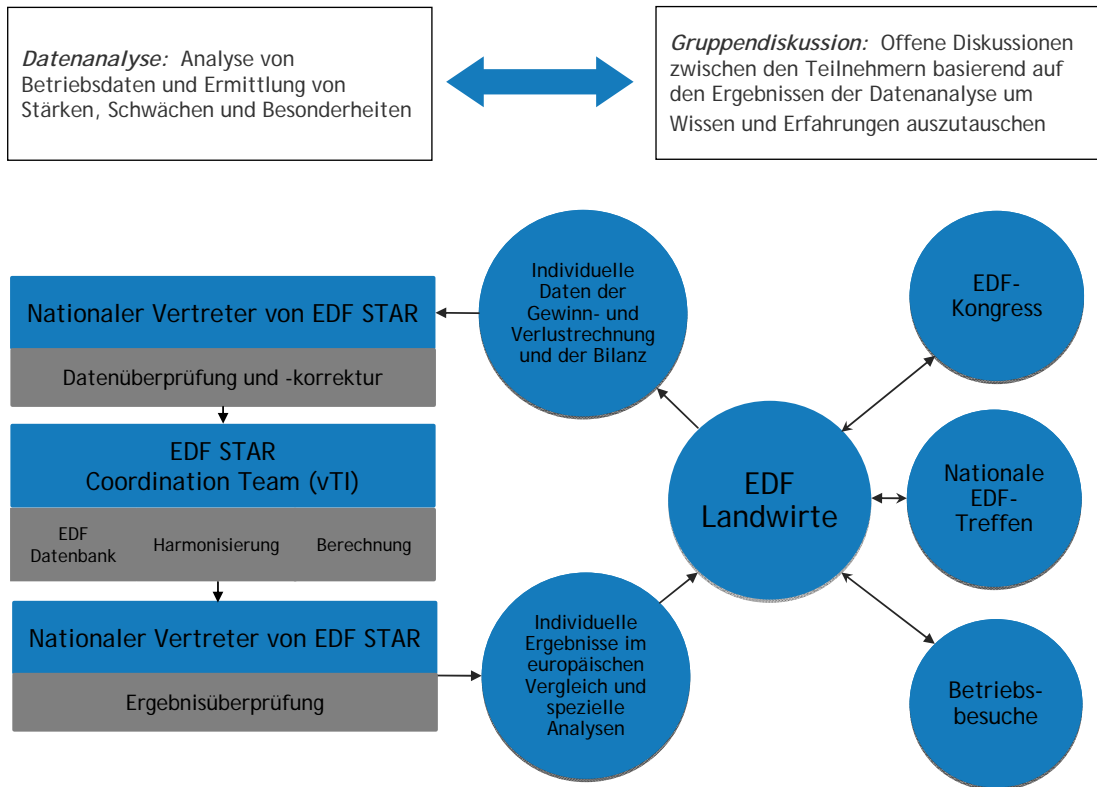 Datenanalyse: Analyse von
Betriebsdaten und Ermittlung von
Stärken, Schwächen und Besonderheiten
Gruppendiskussion: Offene Diskussionen
zwischen den Teilnehmern basierend auf
den Ergebnissen der Datenanalyse um
Wissen und Erfahrungen auszutauschen
Nationaler Vertreter von EDF STAR
Datenüberprüfung und -korrektur
EDF STAR
Coordination Team (vTI)
EDF
Datenbank
Harmonisierung
Berechnung
Nationaler Vertreter von EDF STAR
Ergebnisüberprüfung
Individuelle
Daten der
Gewinn- und
Verlustrechnung
und der Bilanz
Individuelle
Ergebnisse im
europäischen
Vergleich und
spezielle
Analysen
EDF
Landwirte
EDF-
Kongress
Nationale
EDF-
Treffen
Betriebs-
besuche